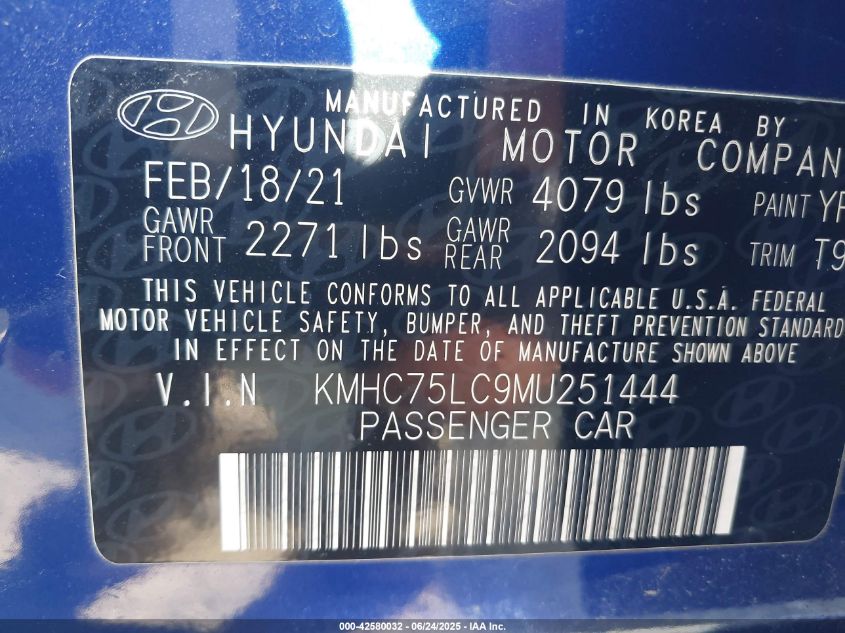 MANUFACTURED IN KOREA BY
HYUNDAI MOTOR COMPAN
FEB/18/21 GVWR 4079 lbs PAINT YP
GAWR FRONT 2271 lbs GAWR REAR 2094 lbs TRIM T9
THIS VEHICLE CONFORMS TO ALL APPLICABLE U.S.A. FEDERAL
MOTOR VEHICLE SAFETY, BUMPER, AND THEFT PREVENTION STANDARD
IN EFFECT ON THE DATE OF MANUFACTURE SHOWN ABOVE
V.I.N KMHC75LC9MU251444
PASSENGER CAR
000-42580032 - 06/24/2025 - IAA Inc.